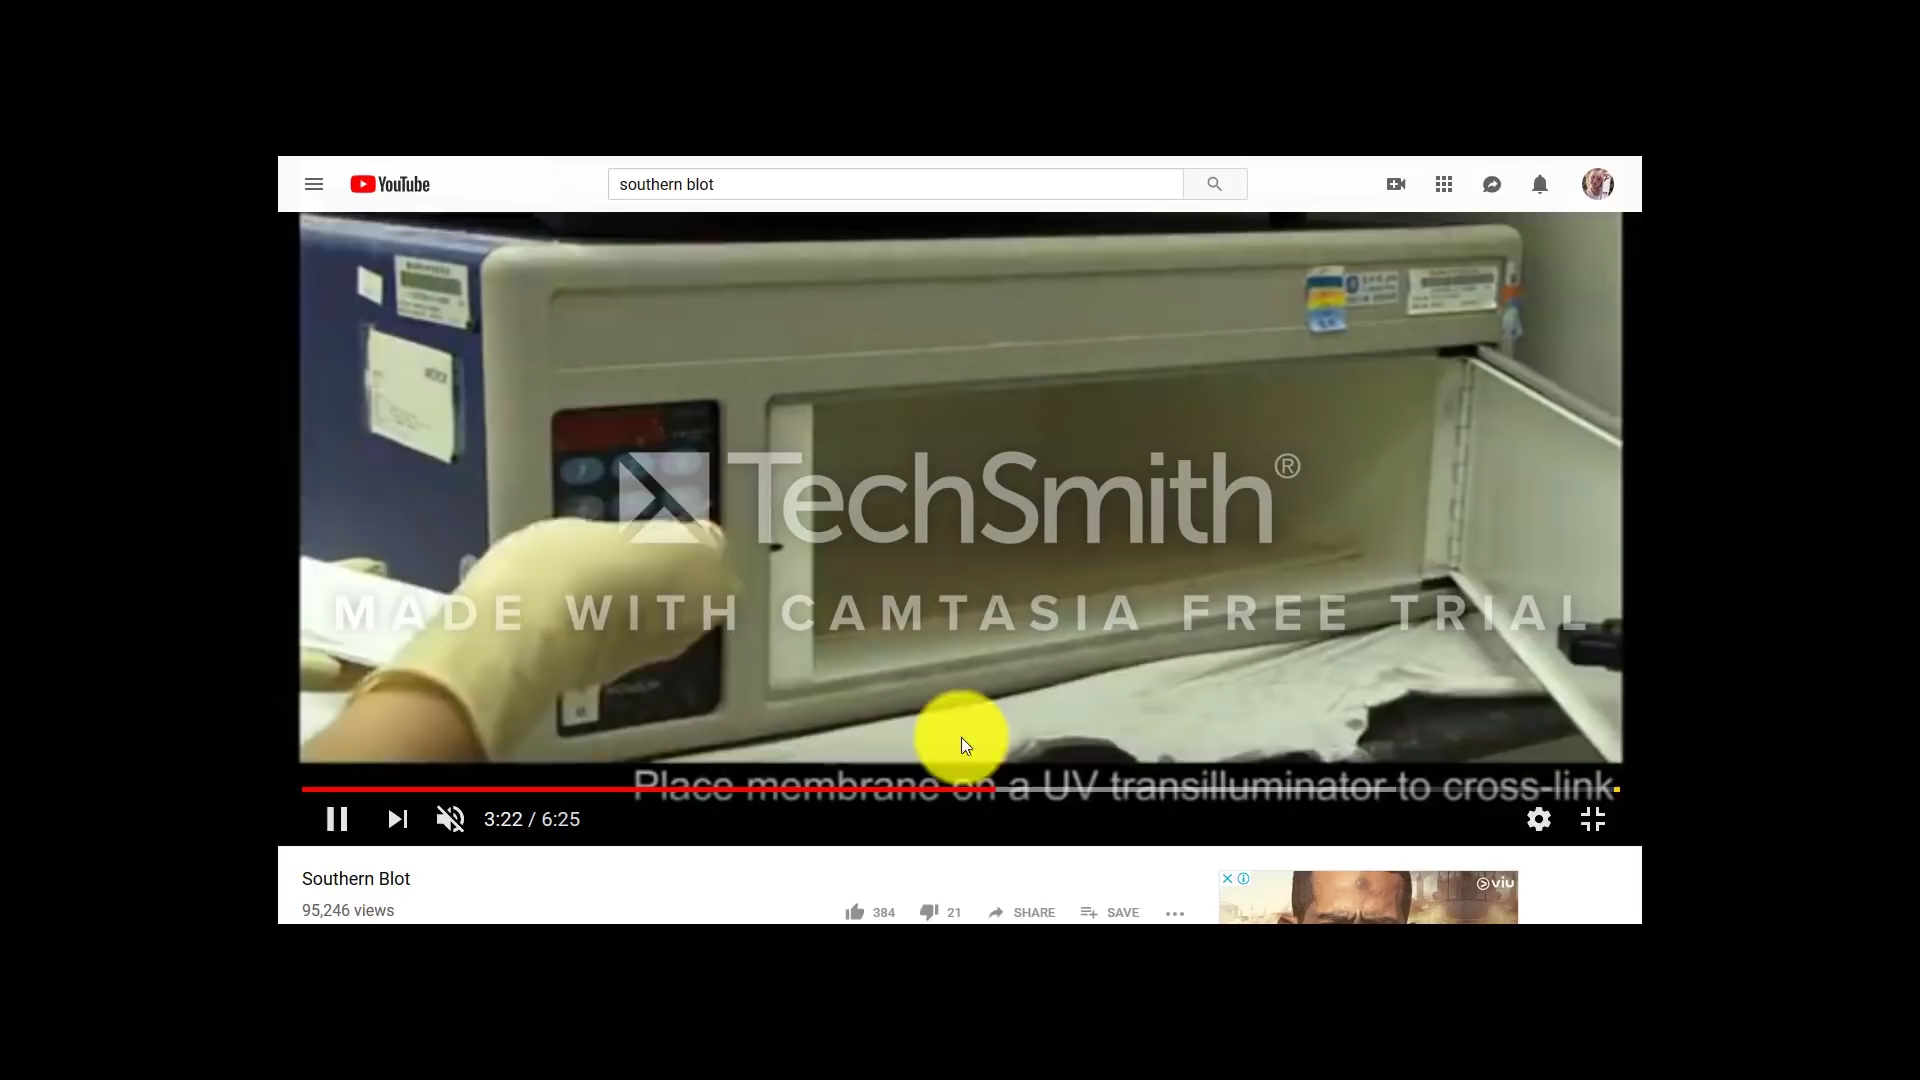 YouTube
southern blot
TechSmith®
MADE WITH CAMTASIA FREE TRIAL
Place membrane on a UV transilluminator to cross-link
3:22 / 6:25
Southern Blot
95,246 views
384
21
SHARE
SAVE
viu